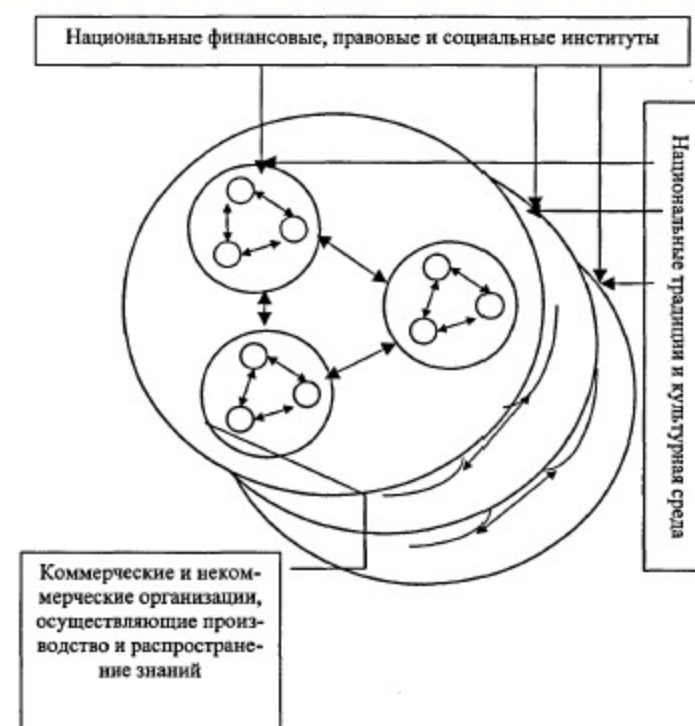 Национальные финансовые, правовые и социальные институты
Национальные традиции и культурная среда
Коммерческие и неком-
мерческие организации,
осуществляющие произ-
водство и распростране-
ние знаний